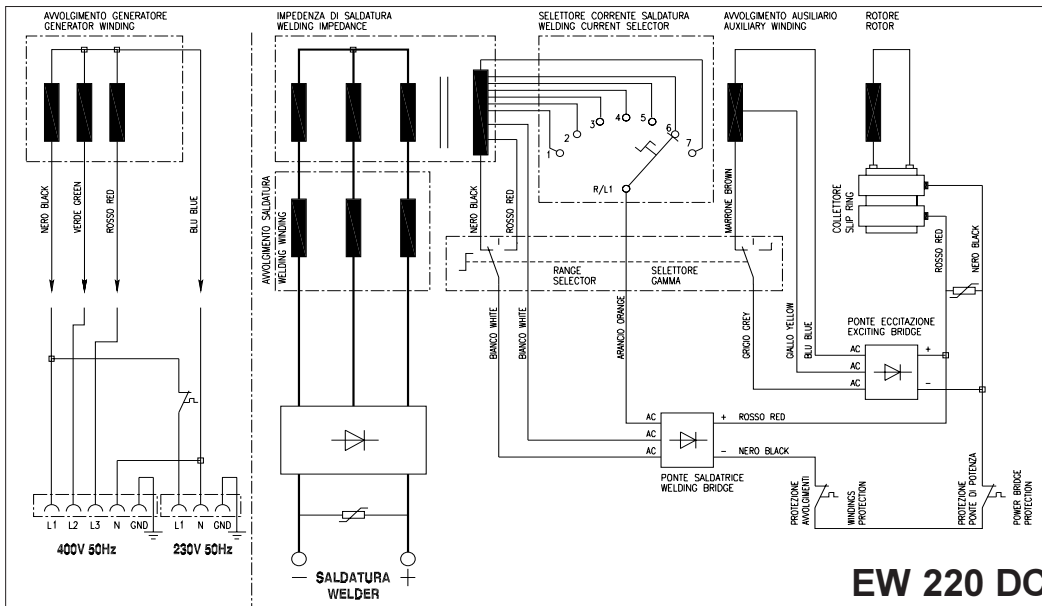 AVVOLGIMENTO GENERATORE
GENERATOR WINDING
IMPEDENZA DI SALDATURA
WELDING IMPEDANCE
SELETTORE CORRENTE SALDATURA
WELDING CURRENT SELECTOR
AVVOLGIMENTO AUSILIARIO
AUXILIARY WINDING
ROTORE
ROTOR
1
2
3
4
5
6
7
R/L1
NERO BLACK
VERDE GREEN
ROSSO RED
BLU BLUE
AVVOLGIMENTO SALDATURA
WELDING WINDING
NERO BLACK
ROSSO RED
MARRONE BROWN
COLLETTORE
SLIP RING
ROSSO RED
NERO BLACK
RANGE
SELECTOR
SELETTORE
GAMMA
BIANCO WHITE
BIANCO WHITE
ARANCIO ORANGE
GRIGIO GREY
GIALLO YELLOW
BLU BLUE
PONTE ECCITAZIONE
EXCITING BRIDGE
AC
AC
AC
+
−
AC
AC
AC
+ ROSSO RED
− NERO BLACK
PONTE SALDATRICE
WELDING BRIDGE
PROTEZIONE
AVVOLGIMENTI
WINDINGS
PROTECTION
PROTEZIONE
PONTE DI POTENZA
POWER BRIDGE
PROTECTION
L1 L2 L3 N GND
L1 N GND
400V 50Hz
230V 50Hz
− SALDATURA +
WELDER
EW 220 DC